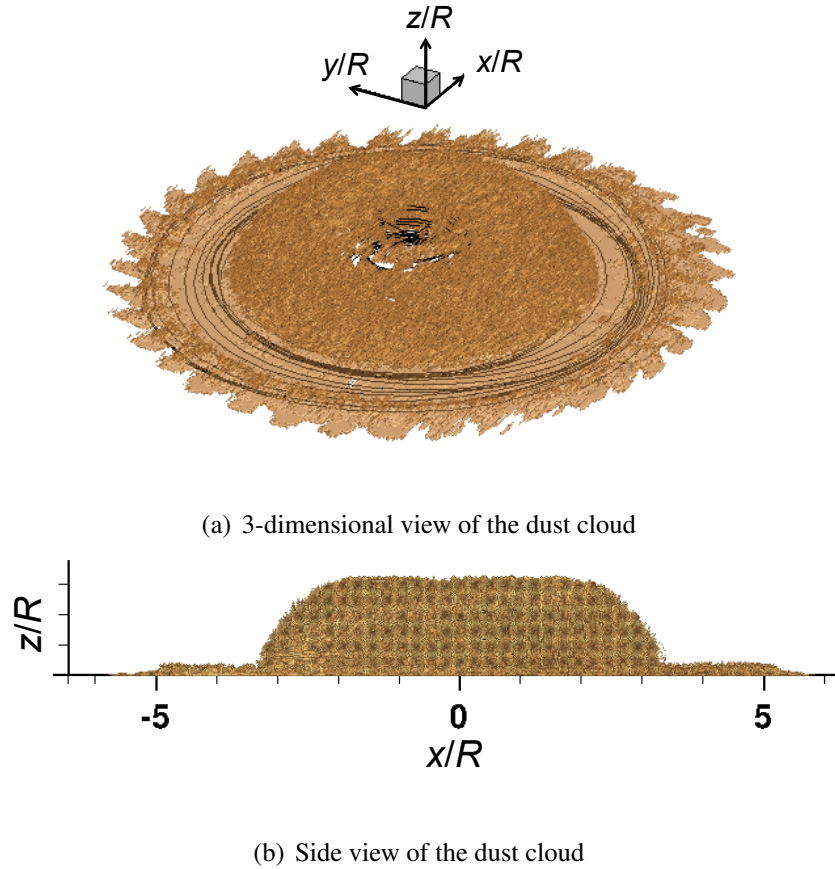 z/R
y/R
x/R
(a) 3-dimensional view of the dust cloud
z/R
-5
0
5
x/R
(b) Side view of the dust cloud